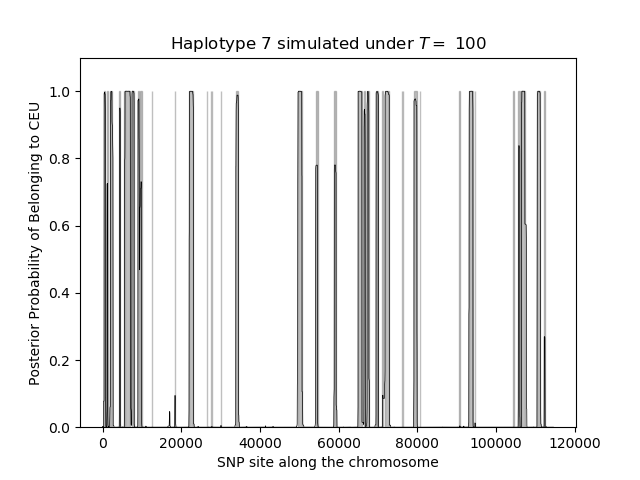 Haplotype 7 simulated under T = 100
Posterior Probability of Belonging to CEU
1.0
0.8
0.6
0.4
0.2
0.0
0 20000 40000 60000 80000 100000 120000
SNP site along the chromosome